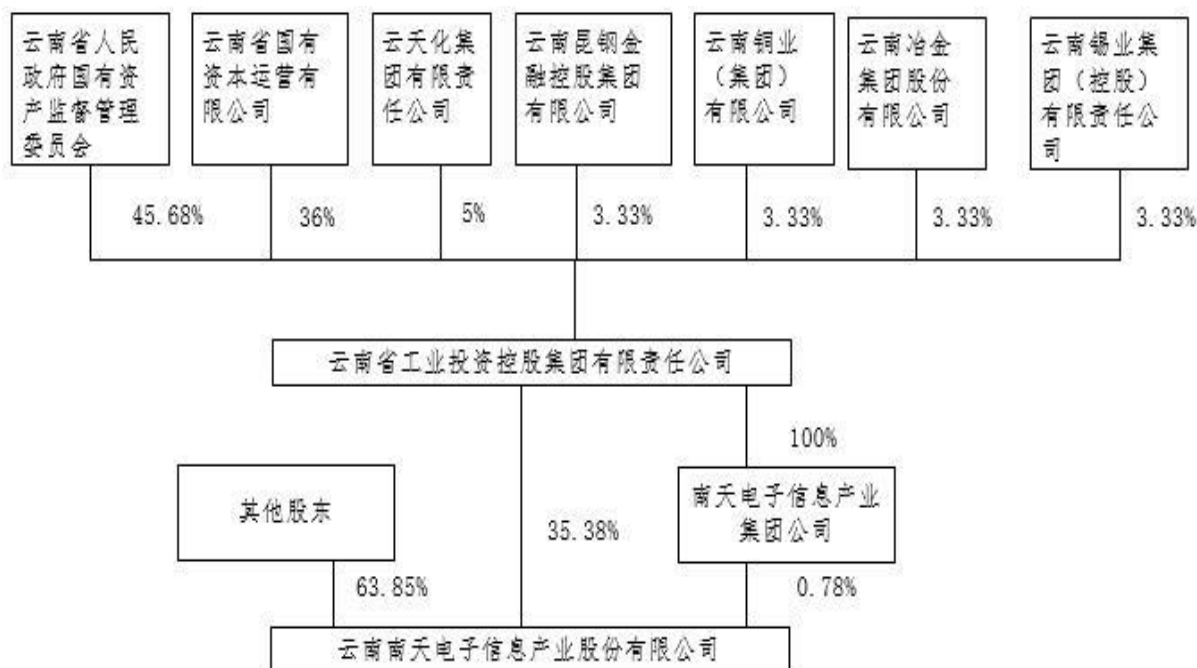 云南省人民
政府国有资
产监督管理
委员会
云南省国有
资本运营有
限公司
云天化集
团有限责
任公司
云南昆钢金
融控股集团
有限公司
云南铜业
（集团）
有限公司
云南冶金
集团股份
有限公司
云南锡业集
团（控股）
有限责任公
司
45.68%
36%
5%
3.33%
3.33%
3.33%
3.33%
云南省工业投资控股集团有限责任公司
100%
其他股东
南天电子信息产业
集团公司
35.38%
63.85%
0.78%
云南南天电子信息产业股份有限公司